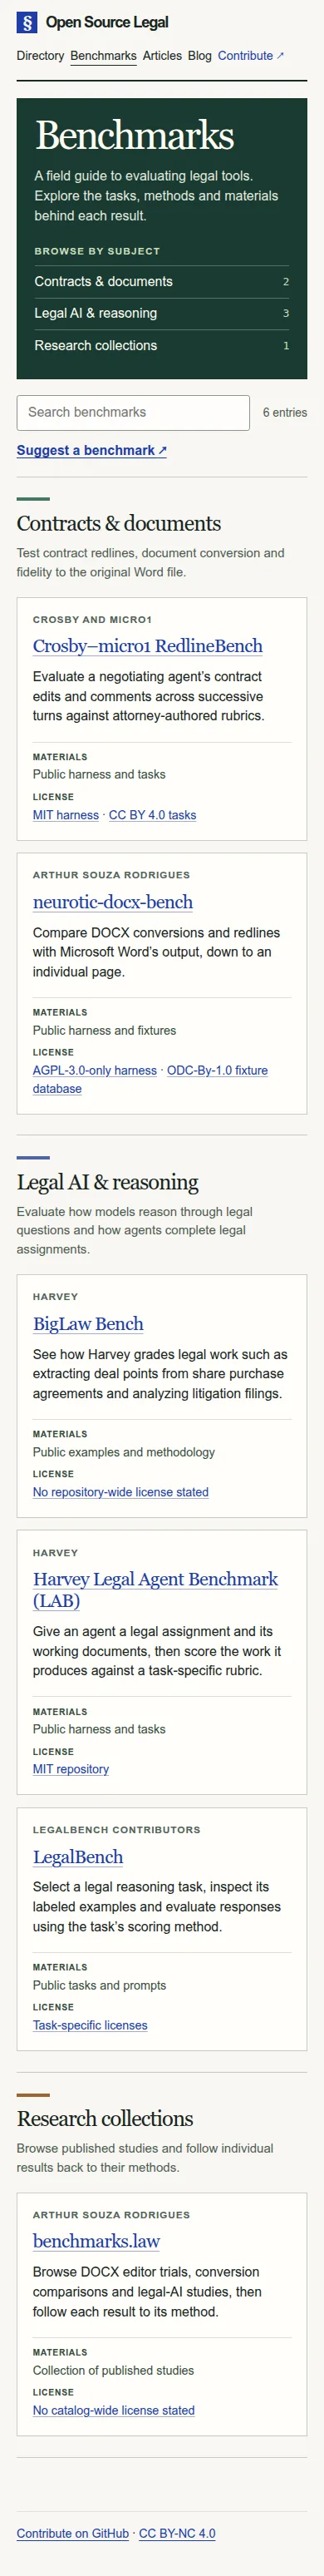 § Open Source Legal
Directory Benchmarks Articles Blog Contribute ↗
Benchmarks
A field guide to evaluating legal tools.
Explore the tasks, methods and materials
behind each result.
BROWSE BY SUBJECT
Contracts & documents 2
Legal AI & reasoning 3
Research collections 1
Search benchmarks 6 entries
Suggest a benchmark ↗
Contracts & documents
Test contract redlines, document conversion and
fidelity to the original Word file.
CROSBY AND MICRO1
Crosby–micro1 RedlineBench
Evaluate a negotiating agent’s contract
edits and comments across successive
turns against attorney-authored rubrics.
MATERIALS
Public harness and tasks
LICENSE
MIT harness · CC BY 4.0 tasks
ARTHUR SOUZA RODRIGUES
neurotic-docx-bench
Compare DOCX conversions and redlines
with Microsoft Word’s output, down to an
individual page.
MATERIALS
Public harness and fixtures
LICENSE
AGPL-3.0-only harness · ODC-By-1.0 fixture
database
Legal AI & reasoning
Evaluate how models reason through legal
questions and how agents complete legal
assignments.
HARVEY
BigLaw Bench
See how Harvey grades legal work such as
extracting deal points from share purchase
agreements and analyzing litigation filings.
MATERIALS
Public examples and methodology
LICENSE
No repository-wide license stated
HARVEY
Harvey Legal Agent Benchmark
(LAB)
Give an agent a legal assignment and its
working documents, then score the work it
produces against a task-specific rubric.
MATERIALS
Public harness and tasks
LICENSE
MIT repository
LEGALBENCH CONTRIBUTORS
LegalBench
Select a legal reasoning task, inspect its
labeled examples and evaluate responses
using the task’s scoring method.
MATERIALS
Public tasks and prompts
LICENSE
Task-specific licenses
Research collections
Browse published studies and follow individual
results back to their methods.
ARTHUR SOUZA RODRIGUES
benchmarks.law
Browse DOCX editor trials, conversion
comparisons and legal-AI studies, then
follow each result to its method.
MATERIALS
Collection of published studies
LICENSE
No catalog-wide license stated
Contribute on GitHub · CC BY-NC 4.0